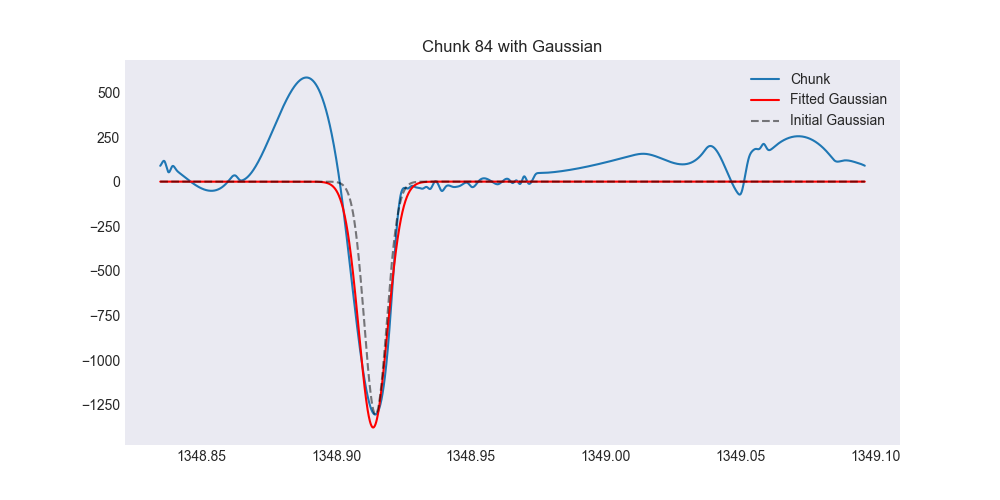 Chunk 84 with Gaussian
Chunk
Fitted Gaussian
Initial Gaussian
500
250
0
−250
−500
−750
−1000
−1250
1348.85 1348.90 1348.95 1349.00 1349.05 1349.10